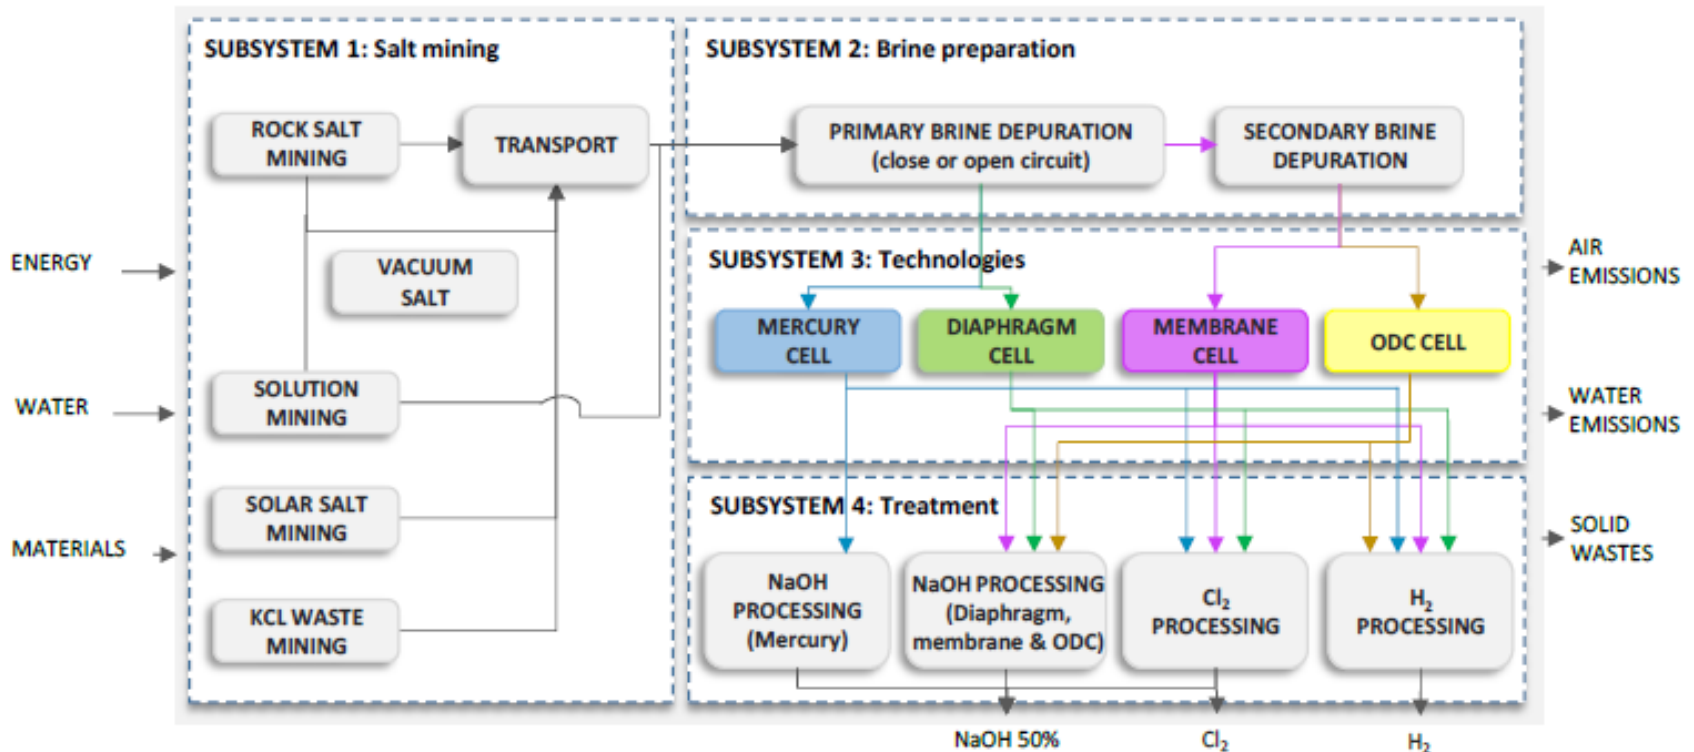 SUBSYSTEM 1: Salt mining
ROCK SALT
MINING
TRANSPORT
VACUUM
SALT
SOLUTION
MINING
SOLAR SALT
MINING
KCL WASTE
MINING
ENERGY
WATER
MATERIALS
SUBSYSTEM 2: Brine preparation
PRIMARY BRINE DEPURATION
(close or open circuit)
SECONDARY BRINE
DEPURATION
SUBSYSTEM 3: Technologies
MERCURY
CELL
DIAPHRAGM
CELL
MEMBRANE
CELL
ODC CELL
SUBSYSTEM 4: Treatment
NaOH
PROCESSING
(Mercury)
NaOH PROCESSING
(Diaphragm,
membrane & ODC)
Cl2
PROCESSING
H2
PROCESSING
AIR
EMISSIONS
WATER
EMISSIONS
SOLID
WASTES
NaOH 50%
Cl2
H2